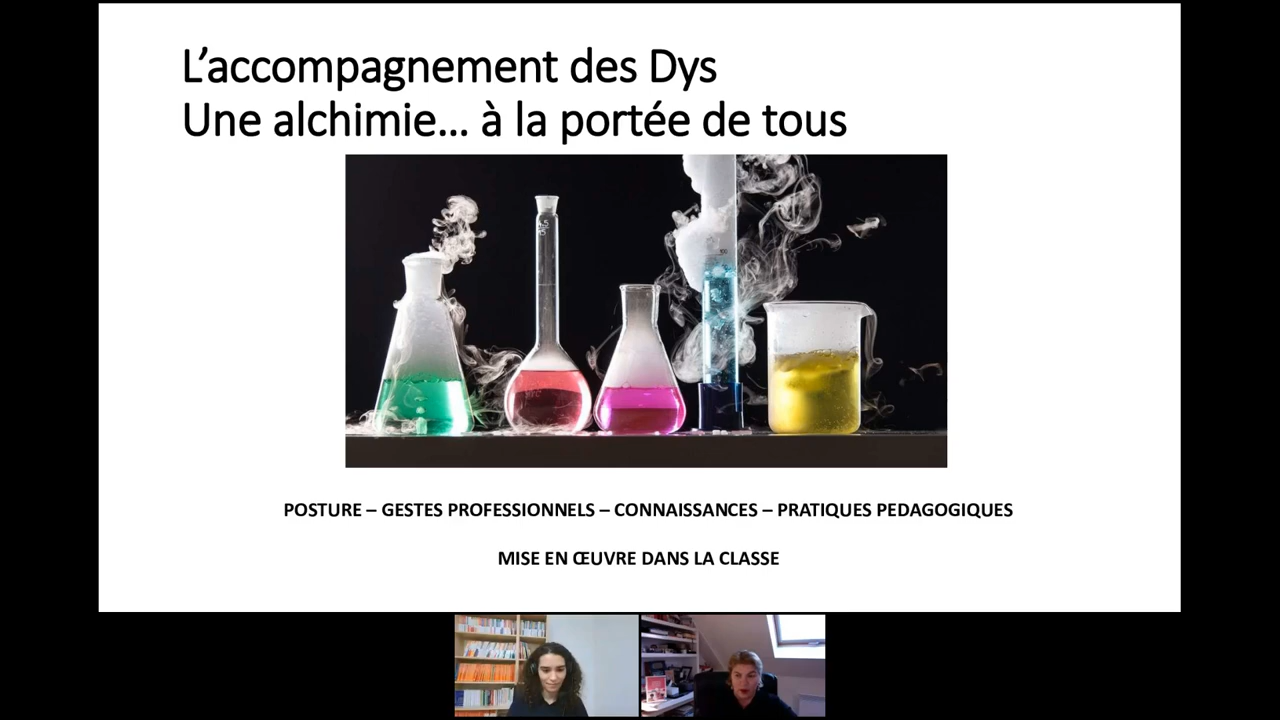 L’accompagnement des Dys
Une alchimie… à la portée de tous
POSTURE – GESTES PROFESSIONNELS – CONNAISSANCES – PRATIQUES PEDAGOGIQUES
MISE EN ŒUVRE DANS LA CLASSE